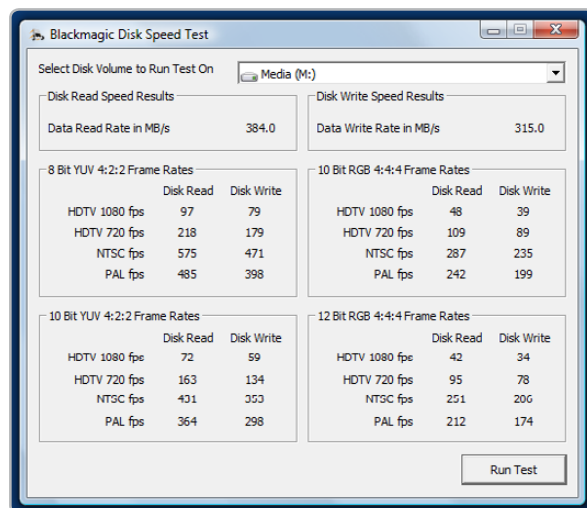 Blackmagic Disk Speed Test
Select Disk Volume to Run Test On Media (M:)
Disk Read Speed Results
Data Read Rate in MB/s 384.0
Disk Write Speed Results
Data Write Rate in MB/s 315.0
8 Bit YUV 4:2:2 Frame Rates
Disk Read Disk Write
HDTV 1080 fps 97 79
HDTV 720 fps 218 179
NTSC fps 575 471
PAL fps 485 398
10 Bit RGB 4:4:4 Frame Rates
Disk Read Disk Write
HDTV 1080 fps 48 39
HDTV 720 fps 109 89
NTSC fps 287 235
PAL fps 242 199
10 Bit YUV 4:2:2 Frame Rates
Disk Read Disk Write
HDTV 1080 fps 72 59
HDTV 720 fps 163 134
NTSC fps 431 353
PAL fps 364 298
12 Bit RGB 4:4:4 Frame Rates
Disk Read Disk Write
HDTV 1080 fps 42 34
HDTV 720 fps 95 78
NTSC fps 251 206
PAL fps 212 174
Run Test